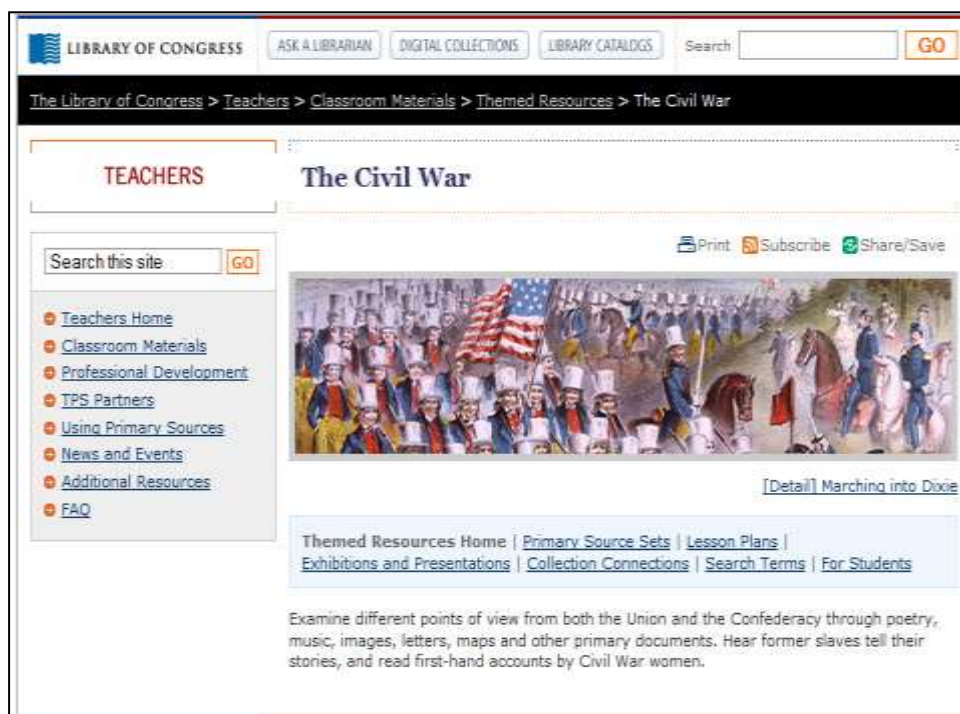 LIBRARY OF CONGRESS ASK A LIBRARIAN DIGITAL COLLECTIONS LIBRARY CATALOGS Search GO
The Library of Congress > Teachers > Classroom Materials > Themed Resources > The Civil War
TEACHERS
The Civil War
Print Subscribe Share/Save
Search this site GO
Teachers Home
Classroom Materials
Professional Development
TPS Partners
Using Primary Sources
News and Events
Additional Resources
FAQ
[Detail] Marching into Dixie
Themed Resources Home | Primary Source Sets | Lesson Plans |
Exhibitions and Presentations | Collection Connections | Search Terms | For Students
Examine different points of view from both the Union and the Confederacy through poetry,
music, images, letters, maps and other primary documents. Hear former slaves tell their
stories, and read first-hand accounts by Civil War women.